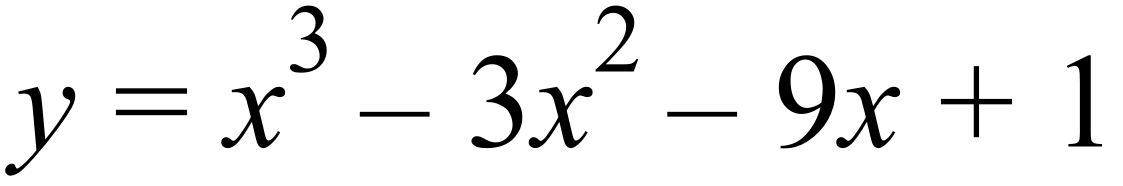 y = x³ − 3x² − 9x + 1